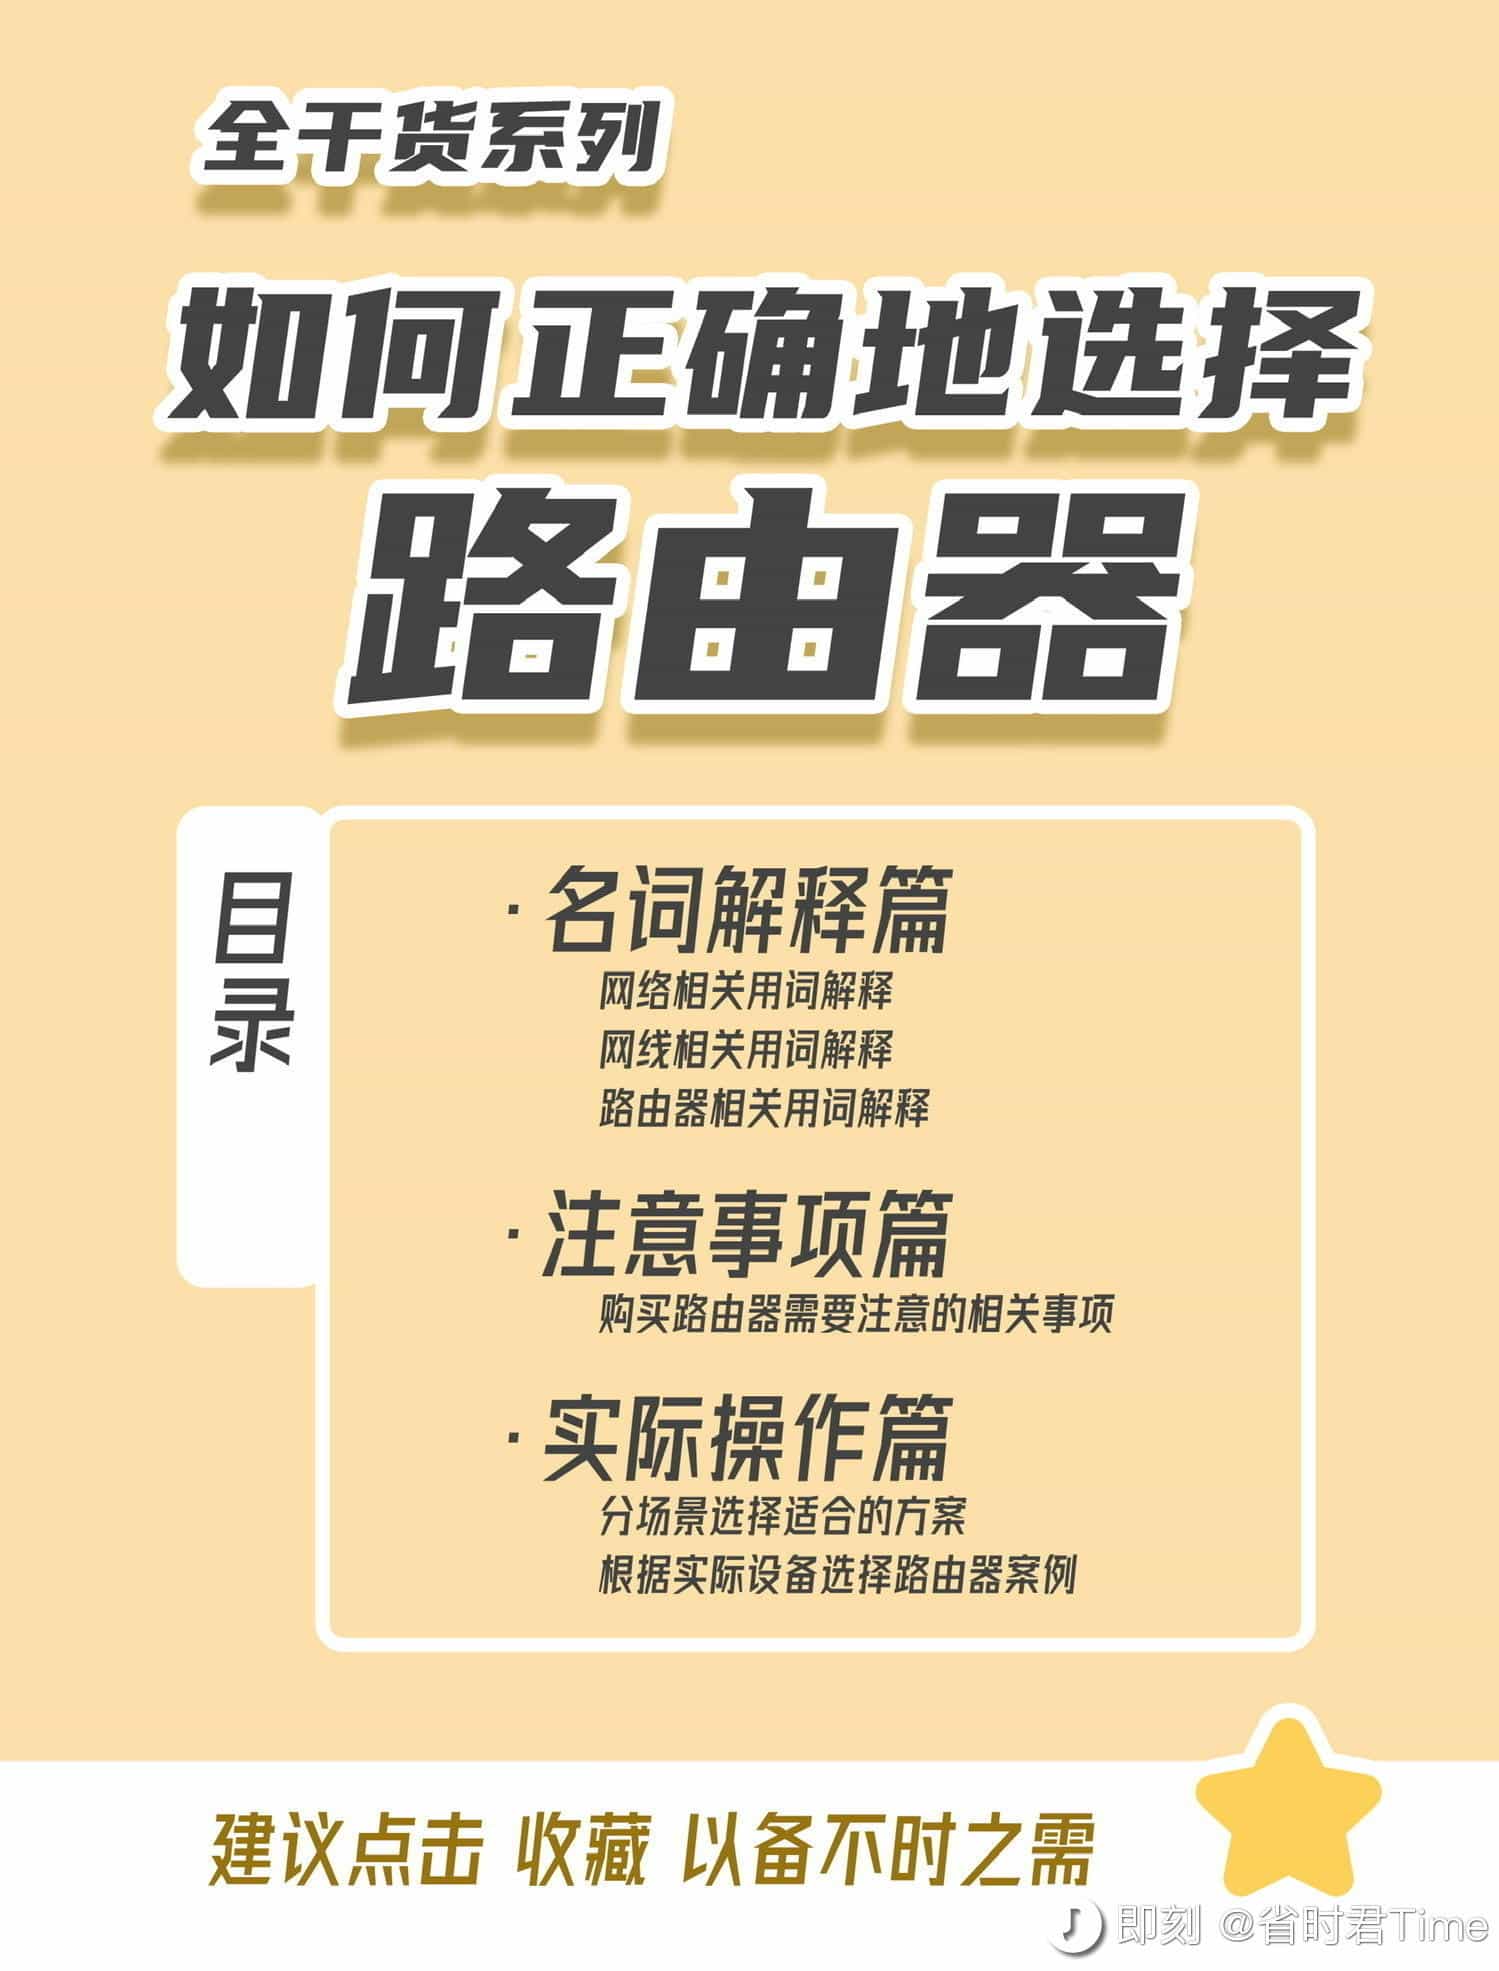 全干货系列
如何正确地选择
路由器
目录
· 名词解释篇
网络相关用词解释
网线相关用词解释
路由器相关用词解释
· 注意事项篇
购买路由器需要注意的相关事项
· 实际操作篇
分场景选择适合的方案
根据实际设备选择路由器案例
建议点击 收藏 以备不时之需
即刻 @省时君Time